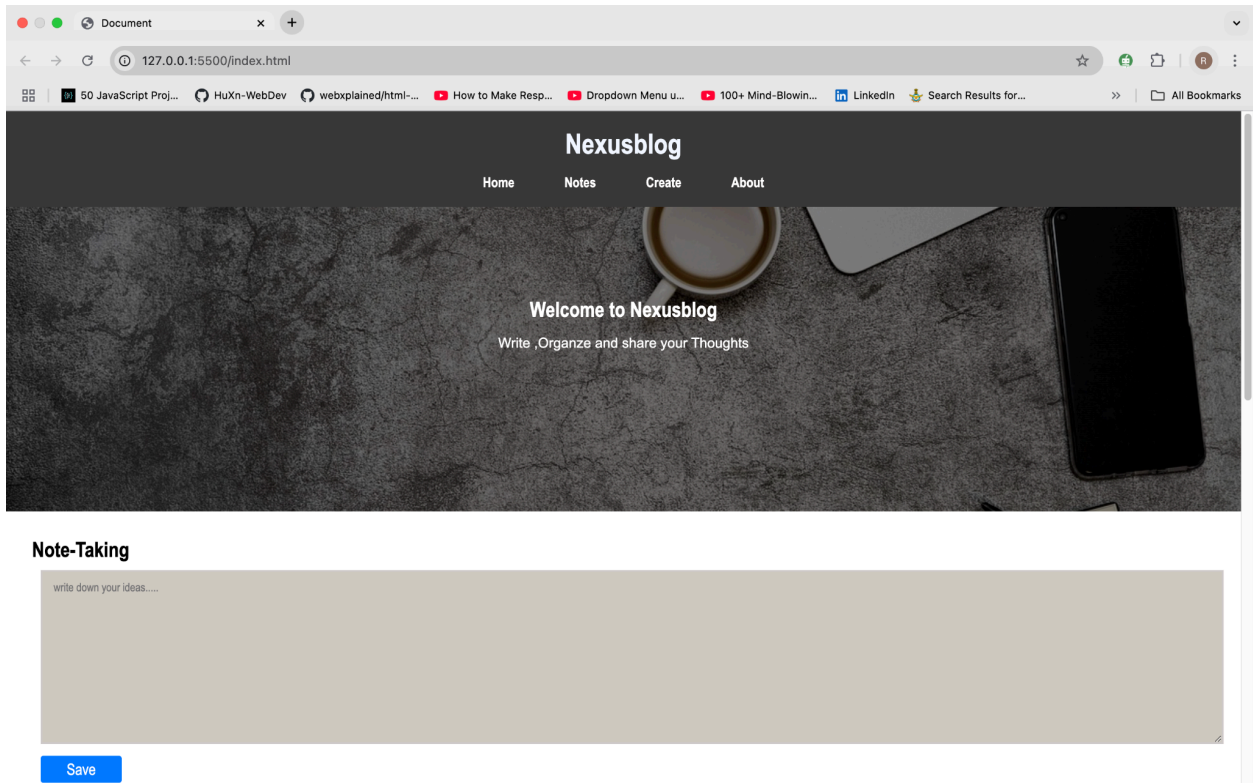 Document
127.0.0.1:5500/index.html
50 JavaScript Proj... HuXn-WebDev webxplained/html-... How to Make Resp... Dropdown Menu u... 100+ Mind-Blowin... LinkedIn Search Results for... All Bookmarks
R
Nexusblog
Home Notes Create About
Welcome to Nexusblog
Write ,Organze and share your Thoughts
Note-Taking
write down your ideas.....
Save